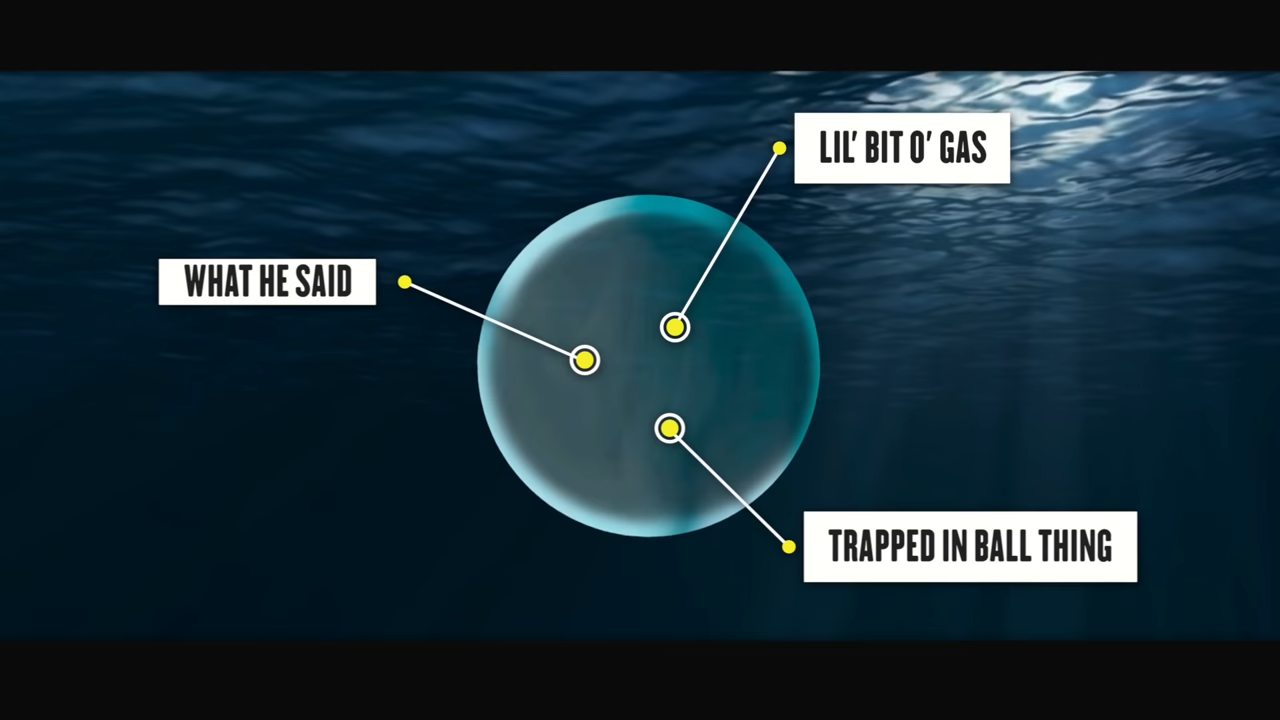 LIL' BIT O' GAS
WHAT HE SAID
TRAPPED IN BALL THING